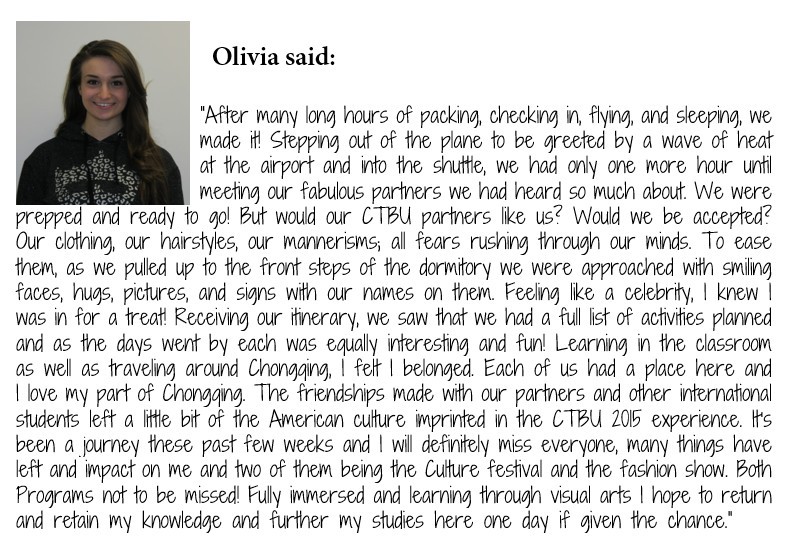 Olivia said:
"After many long hours of packing, checking in, flying, and sleeping, we
made it! Stepping out of the plane to be greeted by a wave of heat
at the airport and into the shuttle, we had only one more hour until
meeting our fabulous partners we had heard so much about. We were
prepped and ready to go! But would our CTBU partners like us? Would we be accepted?
Our clothing, our hairstyles, our mannerisms; all fears rushing through our minds. To ease
them, as we pulled up to the front steps of the dormitory we were approached with smiling
faces, hugs, pictures, and signs with our names on them. Feeling like a celebrity, I knew I
was in for a treat! Receiving our itinerary, we saw that we had a full list of activities planned
and as the days went by each was equally interesting and fun! Learning in the classroom
as well as traveling around Chongqing, I felt I belonged. Each of us had a place here and
I love my part of Chongqing. The friendships made with our partners and other international
students left a little bit of the American culture imprinted in the CTBU 2015 experience. It's
been a journey these past few weeks and I will definitely miss everyone, many things have
left and impact on me and two of them being the Culture festival and the fashion show. Both
Programs not to be missed! Fully immersed and learning through visual arts I hope to return
and retain my knowledge and further my studies here one day if given the chance."